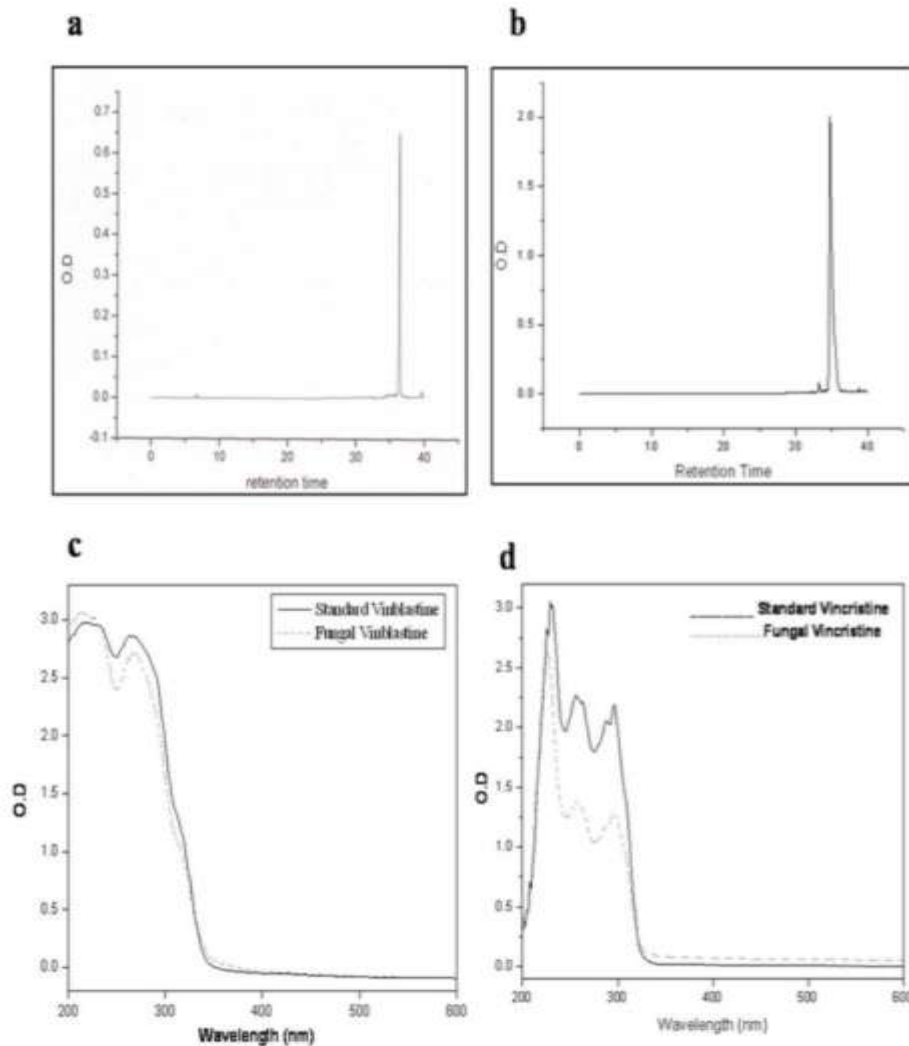 a
0.7
0.6
0.5
0.4
0.3
0.2
0.1
0.0
-0.1
O.D
0 10 20 30 40
retention time
b
2.0
1.5
1.0
0.5
0.0
O.D
0 10 20 30 40
Retention Time
c
3.0
2.5
2.0
1.5
1.0
0.5
0.0
O.D
Standard Vinblastine
Fungal Vinblastine
200 300 400 500 600
Wavelength (nm)
d
3.0
2.5
2.0
1.5
1.0
0.5
0.0
O.D
Standard Vincristine
Fungal Vincristine
200 300 400 500 600
Wavelength (nm)